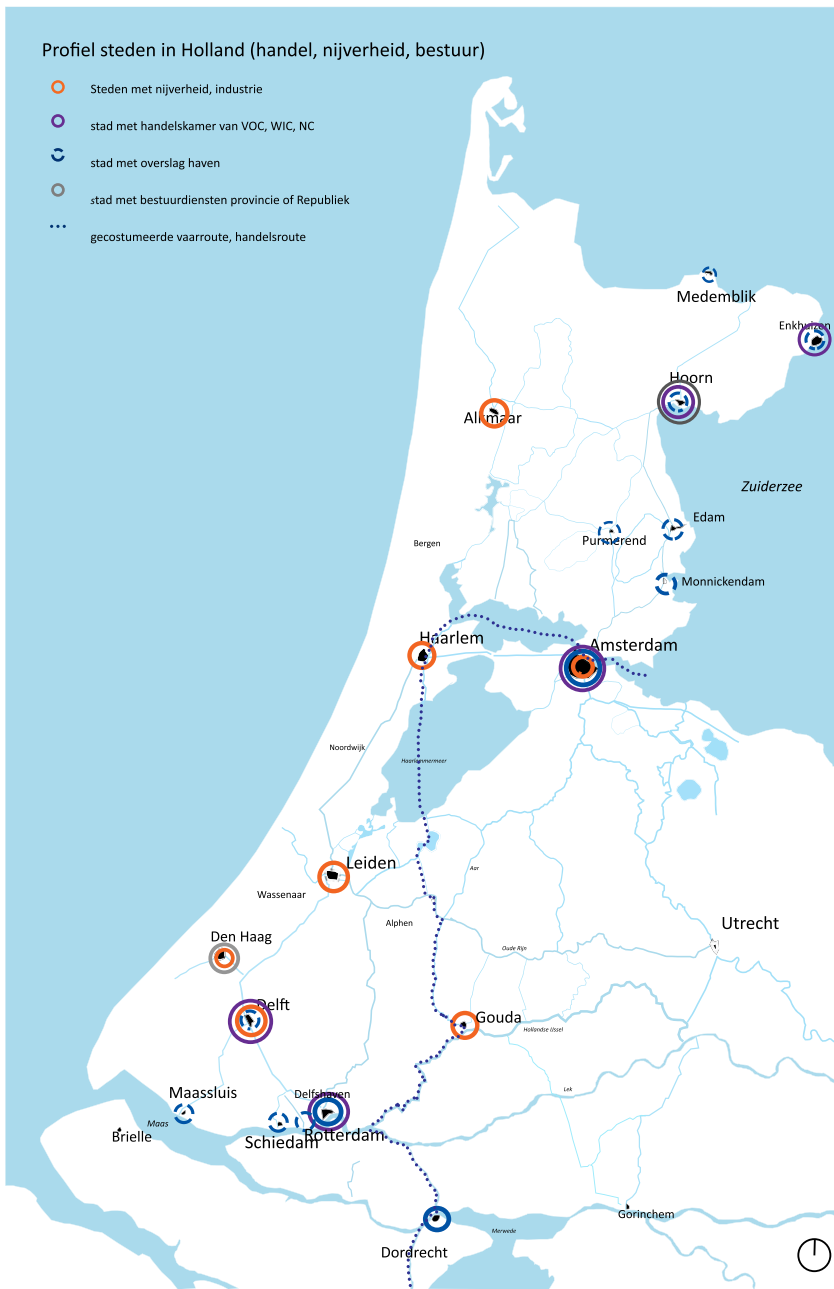 Profiel steden in Holland (handel, nijverheid, bestuur)
Steden met nijverheid, industrie
stad met handelskamer van VOC, WIC, NC
stad met overslag haven
stad met bestuurdiensten provincie of Republiek
gecostumeerde vaarroute, handelsroute
Medemblik
Enkhuizen
Hoorn
Alkmaar
Zuiderzee
Edam
Purmerend
Bergen
Monnickendam
Haarlem
Amsterdam
Noordwijk
Haarlemmermeer
Leiden
Aar
Wassenaar
Alphen
Utrecht
Den Haag
Oude Rijn
Delft
Gouda
Hollandse IJssel
Maassluis
Delfshaven
Lek
Maas
Brielle
Schiedam
Rotterdam
Gorinchem
Merwede
Dordrecht